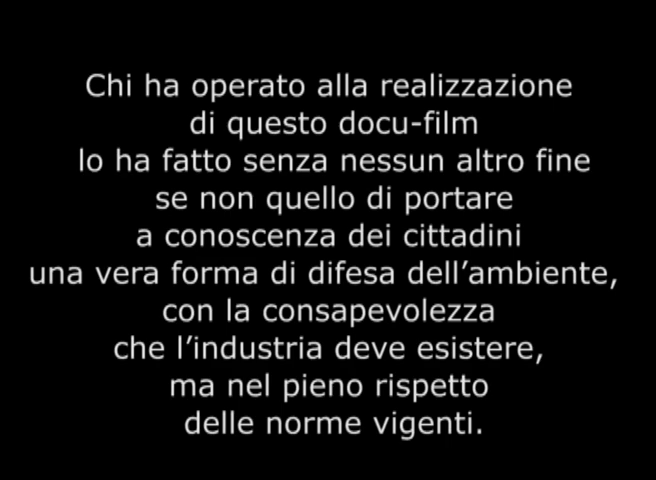 Chi ha operato alla realizzazione
di questo docu-film
lo ha fatto senza nessun altro fine
se non quello di portare
a conoscenza dei cittadini
una vera forma di difesa dell’ambiente,
con la consapevolezza
che l’industria deve esistere,
ma nel pieno rispetto
delle norme vigenti.